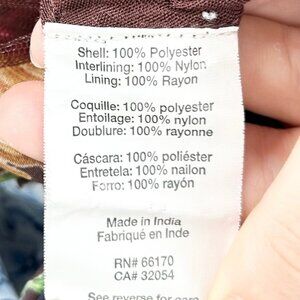 Shell: 100% Polyester
Interlining: 100% Nylon
Lining: 100% Rayon
Coquille: 100% polyester
Entoilage: 100% nylon
Doublure: 100% rayonne
Cáscara: 100% poliéster
Entretela: 100% nailon
Forro: 100% rayón
Made in India
Fabriqué en Inde
RN# 66170
CA# 32054
See reverse for care